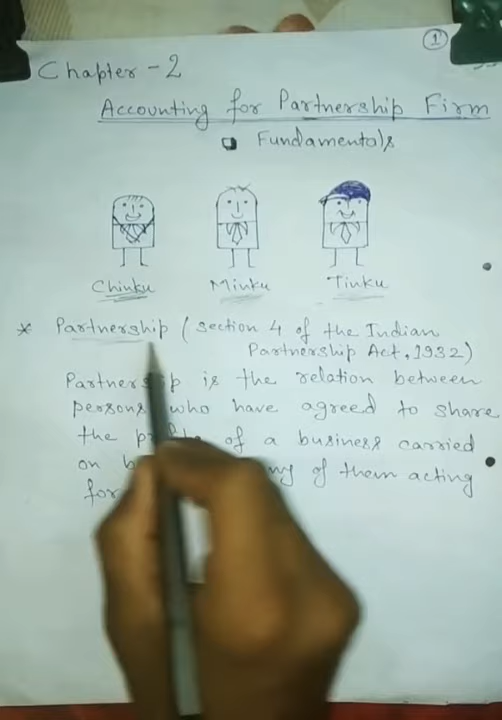 1
Chapter - 2
Accounting for Partnership Firm
Fundamentals
Chinku Minku Tinku
* Partnership (section 4 of the Indian
Partnership Act, 1932)
is the relation between
persons who have agreed to share
the of a business carried
on of them acting
for